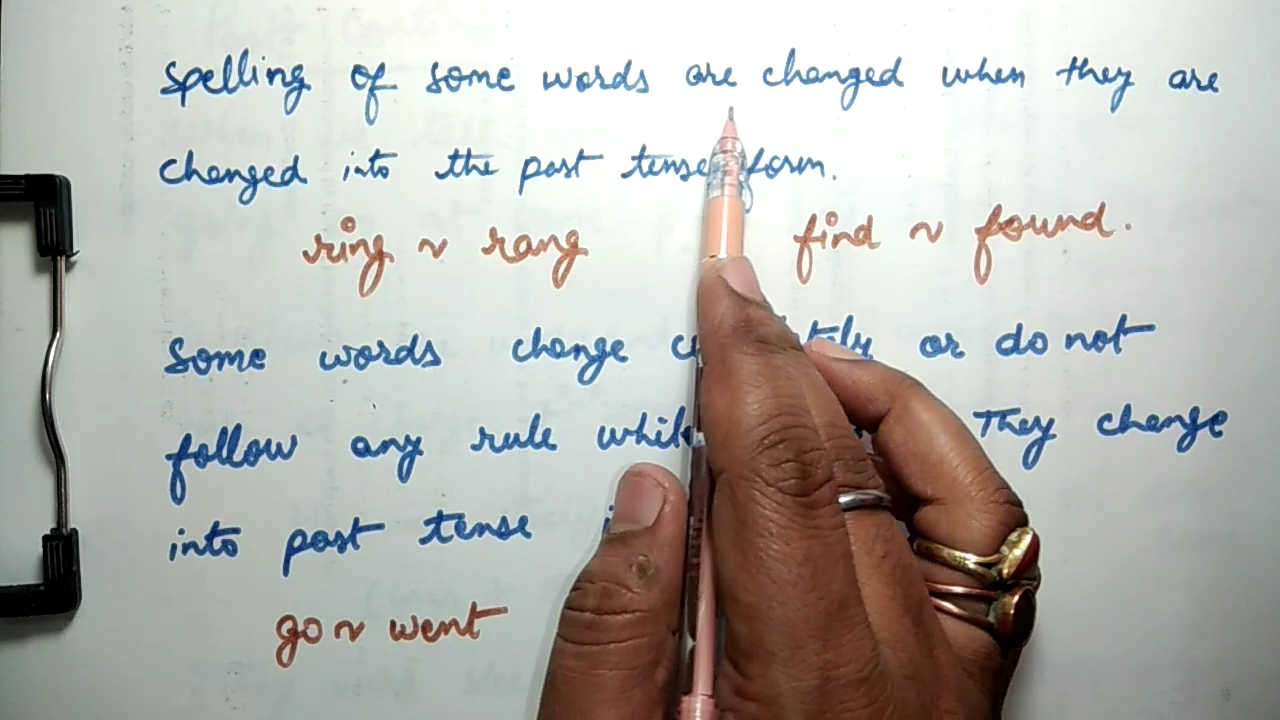 Spelling of some words are changed when they are
changed into the past tense form.
ring ~ rang find ~ found.
Some words change or do not
follow any rule They change
into past tense
go ~ went